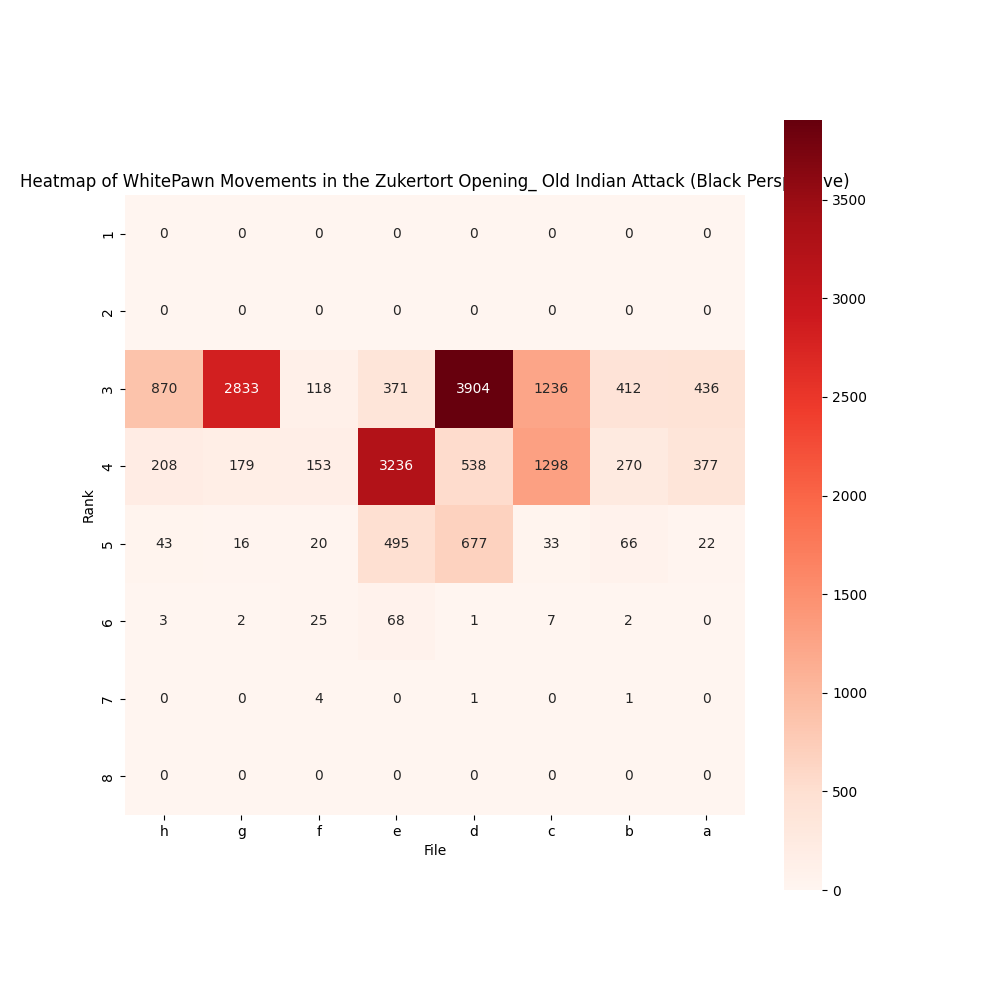 Heatmap of WhitePawn Movements in the Zukertort Opening_ Old Indian Attack (Black Pers ve)
3500
1 0 0 0 0 0 0 0 0
3000
2 0 0 0 0 0 0 0 0
3 870 2833 118 371 3904 1236 412 436
2500
4 208 179 153 3236 538 1298 270 377
Rank
2000
5 43 16 20 495 677 33 66 22
1500
6 3 2 25 68 1 7 2 0
1000
7 0 0 4 0 1 0 1 0
500
8 0 0 0 0 0 0 0 0
h g f e d c b a
File
0